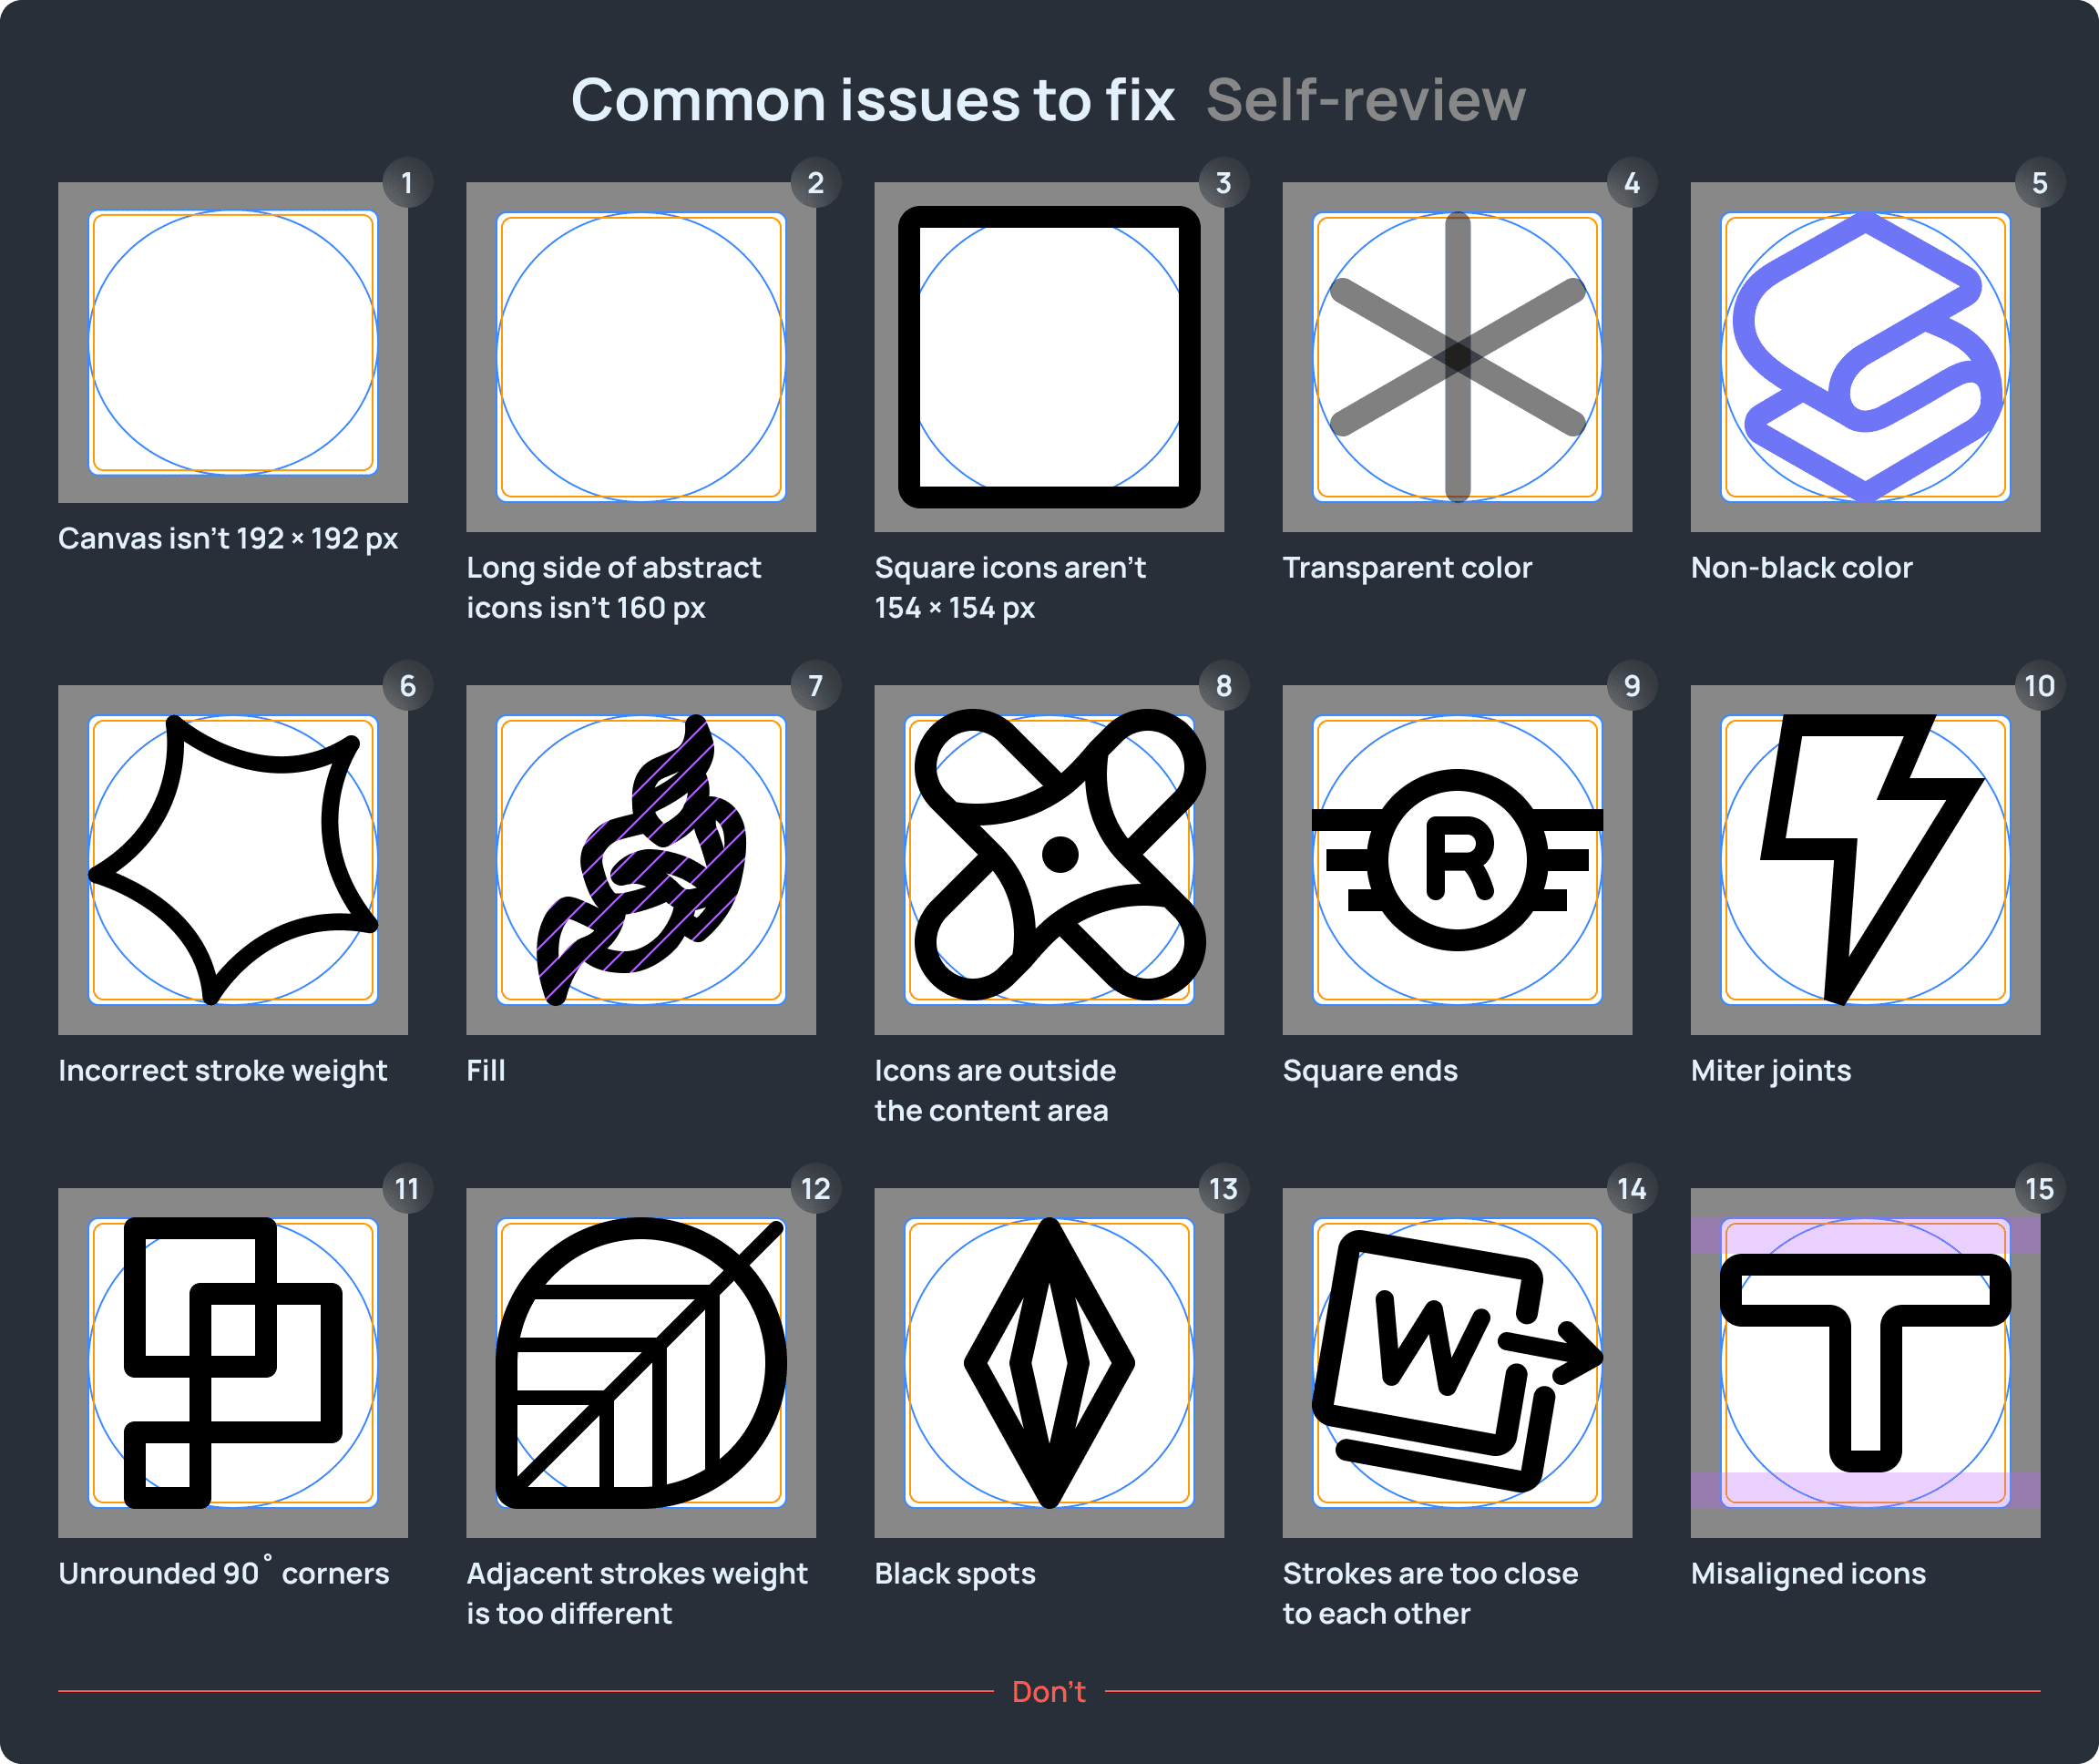 Common issues to fix Self-review
1
2
3
4
5
Canvas isn’t 192 × 192 px
Long side of abstract
icons isn’t 160 px
Square icons aren’t
154 × 154 px
Transparent color
Non-black color
6
7
8
9
10
R
Incorrect stroke weight
Fill
Icons are outside
the content area
Square ends
Miter joints
11
12
13
14
15
W
T
Unrounded 90˚ corners
Adjacent strokes weight
is too different
Black spots
Strokes are too close
to each other
Misaligned icons
Don’t